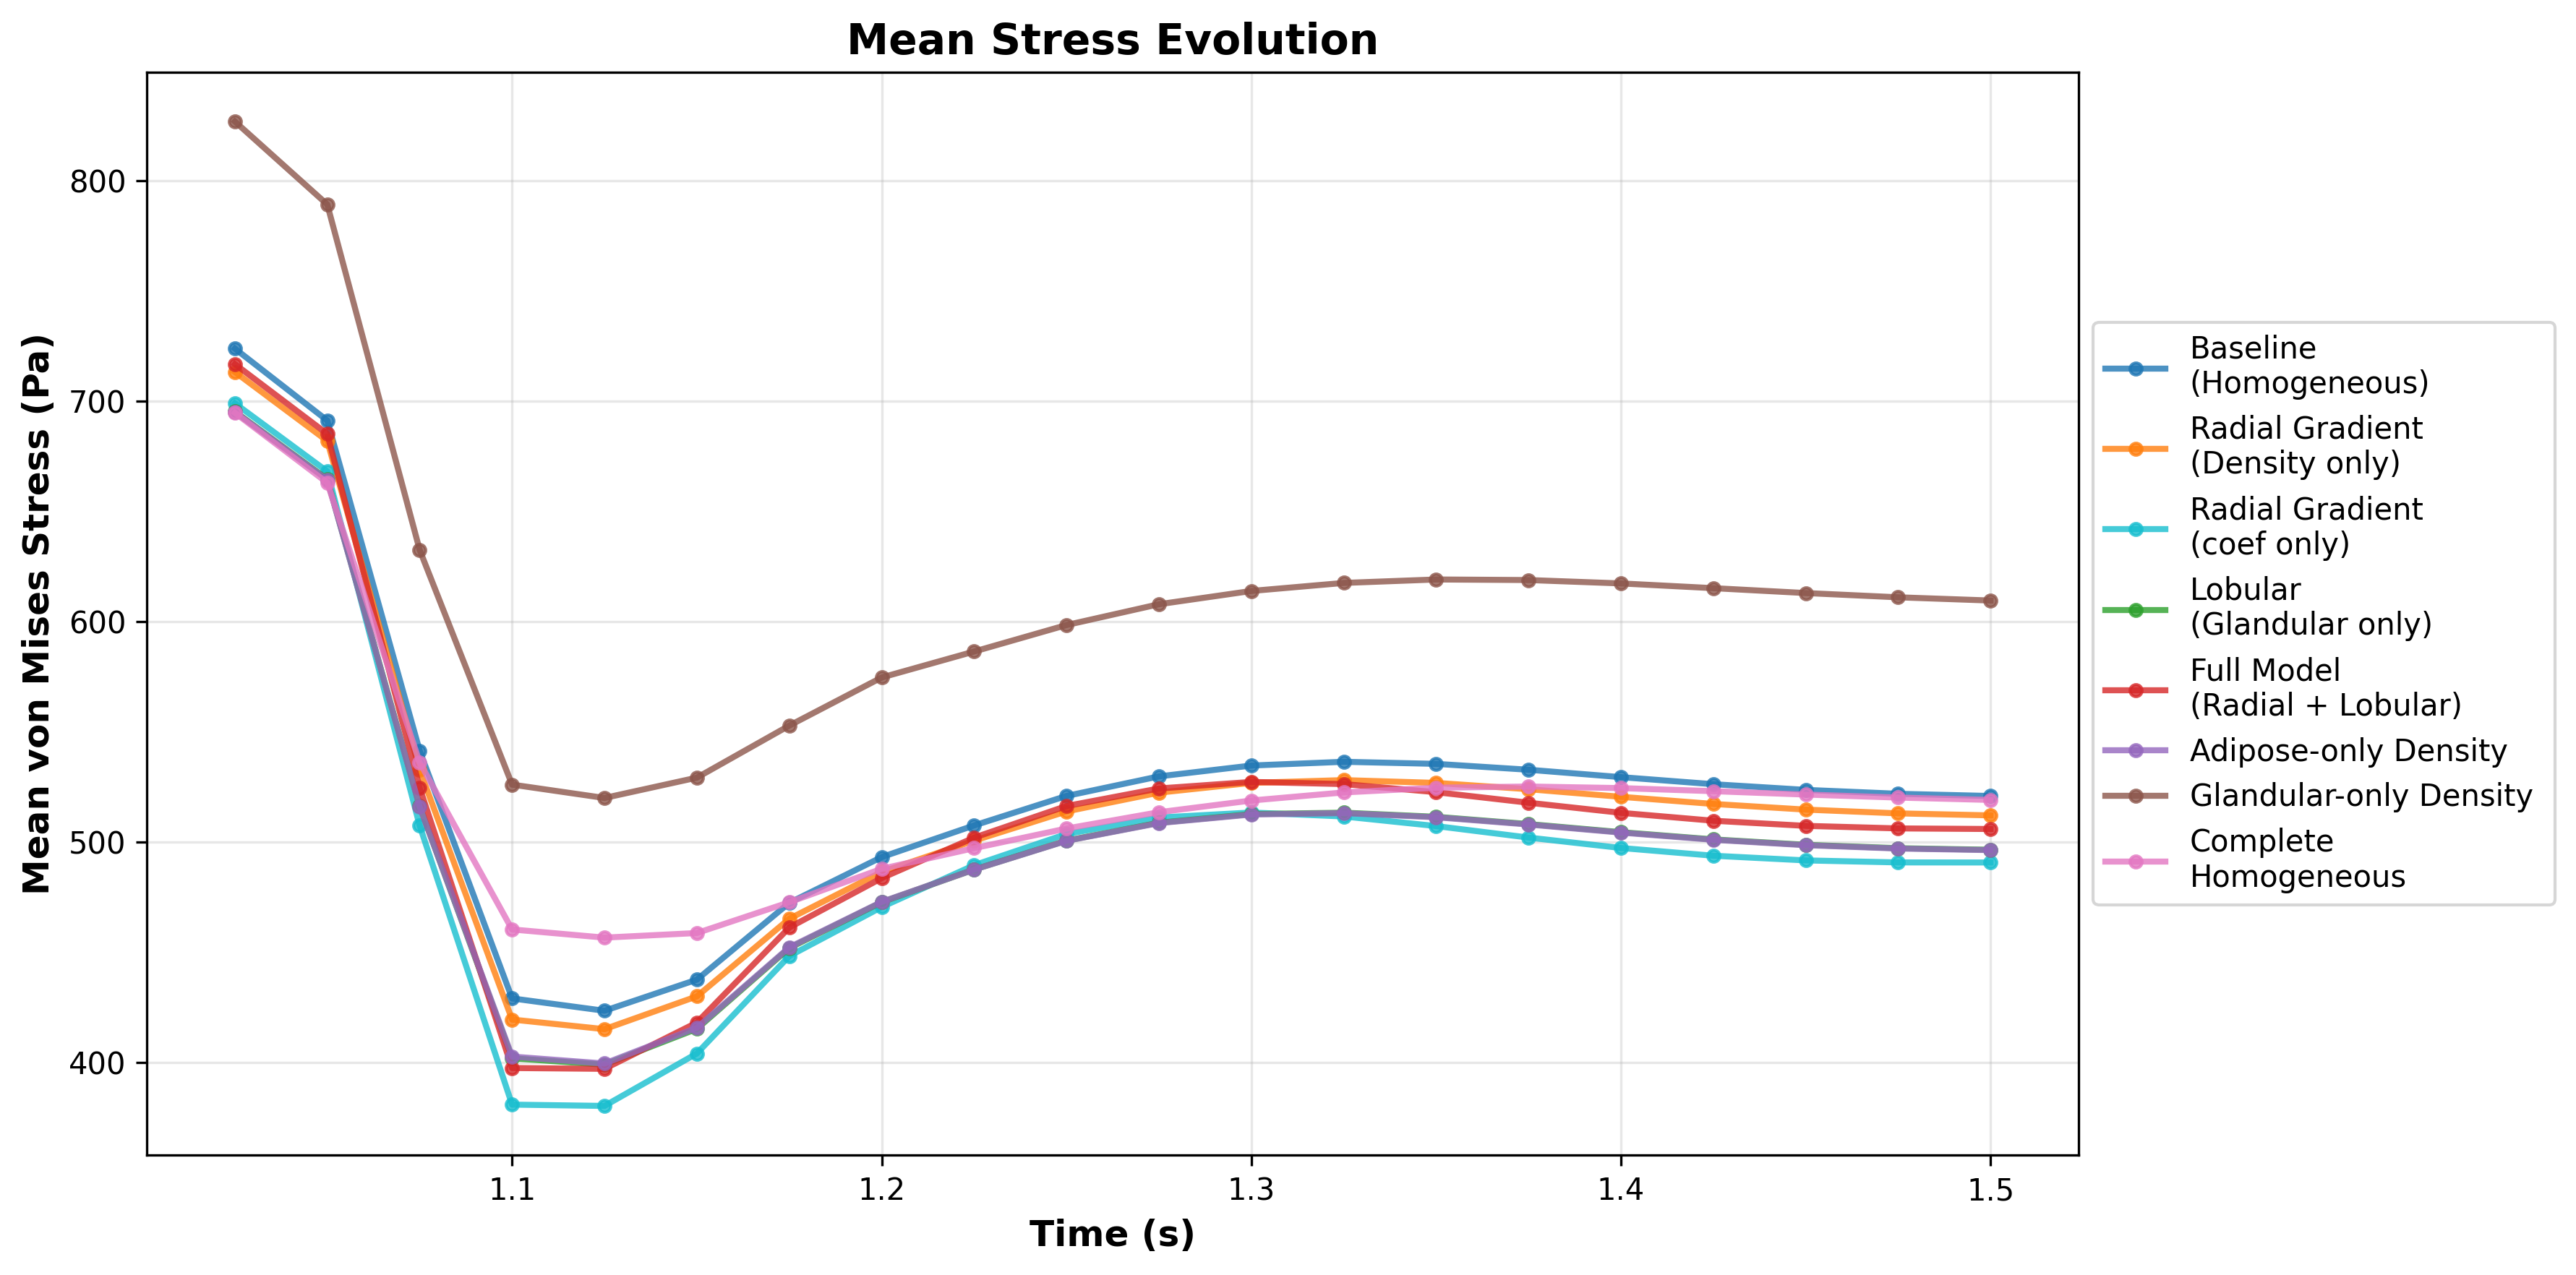 Mean Stress Evolution
Mean von Mises Stress (Pa)
800
700
600
500
400
1.1
1.2
1.3
1.4
1.5
Time (s)
Baseline
(Homogeneous)
Radial Gradient
(Density only)
Radial Gradient
(coef only)
Lobular
(Glandular only)
Full Model
(Radial + Lobular)
Adipose-only Density
Glandular-only Density
Complete
Homogeneous